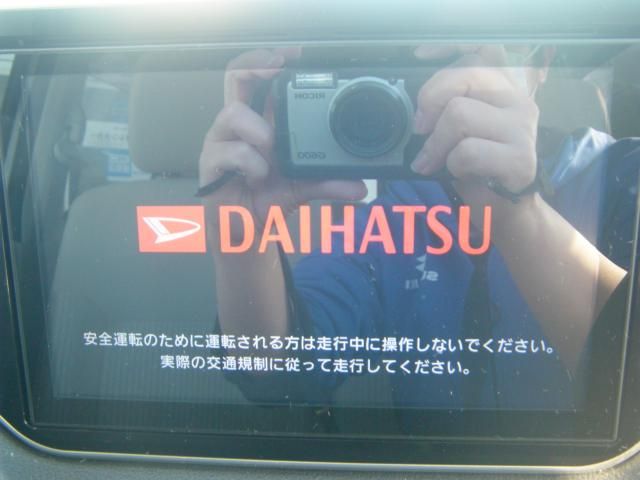 RICOH
G600
DAIHATSU
安全運転のために運転される方は走行中に操作しないでください。
実際の交通規制に従って走行してください。